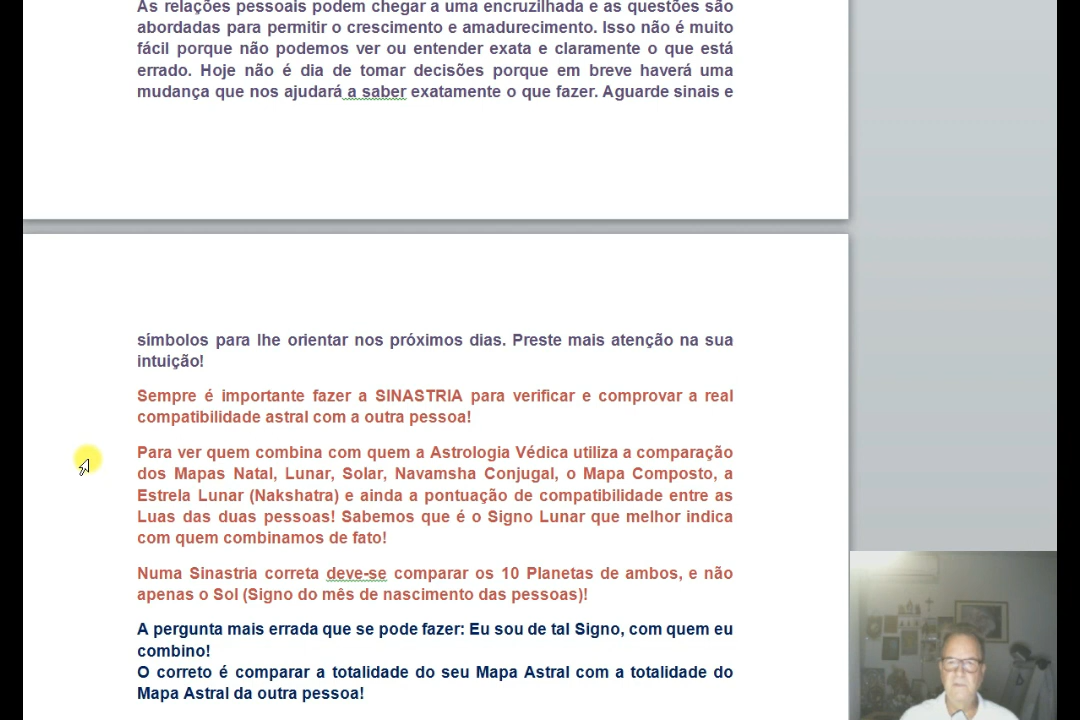 As relações pessoais podem chegar a uma encruzilhada e as questões são
abordadas para permitir o crescimento e amadurecimento. Isso não é muito
fácil porque não podemos ver ou entender exata e claramente o que está
errado. Hoje não é dia de tomar decisões porque em breve haverá uma
mudança que nos ajudará a saber exatamente o que fazer. Aguarde sinais e
símbolos para lhe orientar nos próximos dias. Preste mais atenção na sua
intuição!
Sempre é importante fazer a SINASTRIA para verificar e comprovar a real
compatibilidade astral com a outra pessoa!
Para ver quem combina com quem a Astrologia Védica utiliza a comparação
dos Mapas Natal, Lunar, Solar, Navamsha Conjugal, o Mapa Composto, a
Estrela Lunar (Nakshatra) e ainda a pontuação de compatibilidade entre as
Luas das duas pessoas! Sabemos que é o Signo Lunar que melhor indica
com quem combinamos de fato!
Numa Sinastria correta deve-se comparar os 10 Planetas de ambos, e não
apenas o Sol (Signo do mês de nascimento das pessoas)!
A pergunta mais errada que se pode fazer: Eu sou de tal Signo, com quem eu
combino!
O correto é comparar a totalidade do seu Mapa Astral com a totalidade do
Mapa Astral da outra pessoa!